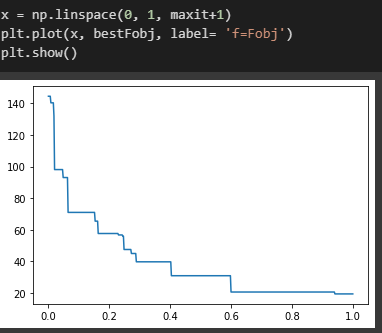 x = np.linspace(0, 1, maxit+1)
plt.plot(x, bestFobj, label= 'f=Fobj')
plt.show()
140
120
100
80
60
40
20
0.0 0.2 0.4 0.6 0.8 1.0